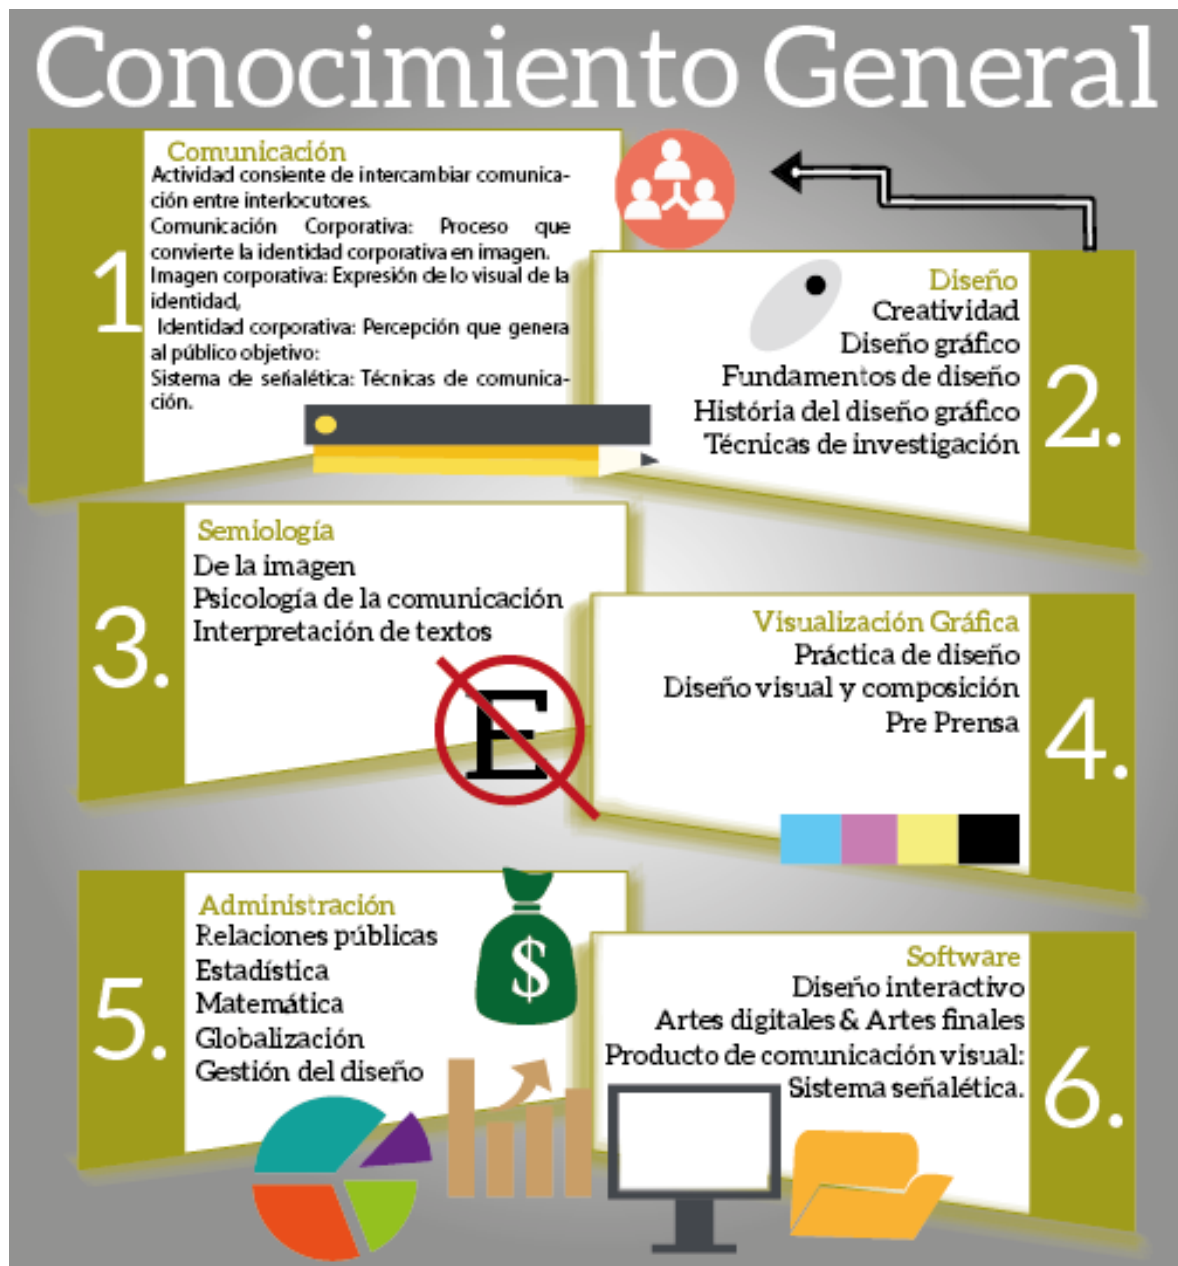 Conocimiento General
1
Comunicación
Actividad consiente de intercambiar comunica-
ción entre interlocutores.
Comunicación Corporativa: Proceso que
convierte la identidad corporativa en imagen.
Imagen corporativa: Expresión de lo visual de la
identidad,
Identidad corporativa: Percepción que genera
al público objetivo:
Sistema de señalética: Técnicas de comunica-
ción.
2.
Diseño
Creatividad
Diseño gráfico
Fundamentos de diseño
História del diseño gráfico
Técnicas de investigación
3.
Semiología
De la imagen
Psicología de la comunicación
Interpretación de textos
E
4.
Visualización Gráfica
Práctica de diseño
Diseño visual y composición
Pre Prensa
5.
Administración
Relaciones públicas
Estadística
Matemática
Globalización
Gestión del diseño
$
6.
Software
Diseño interactivo
Artes digitales & Artes finales
Producto de comunicación visual:
Sistema señalética.